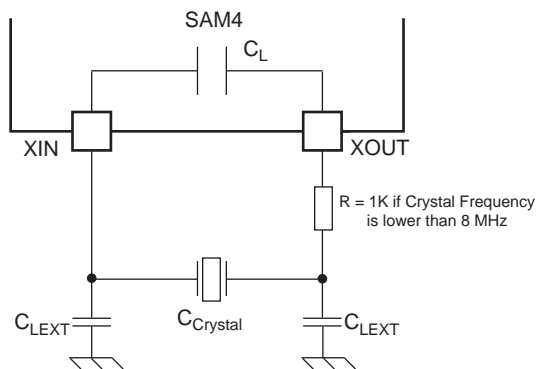 SAM4
CL
XIN
XOUT
R = 1K if Crystal Frequency
is lower than 8 MHz
CLEXT
CCrystal
CLEXT